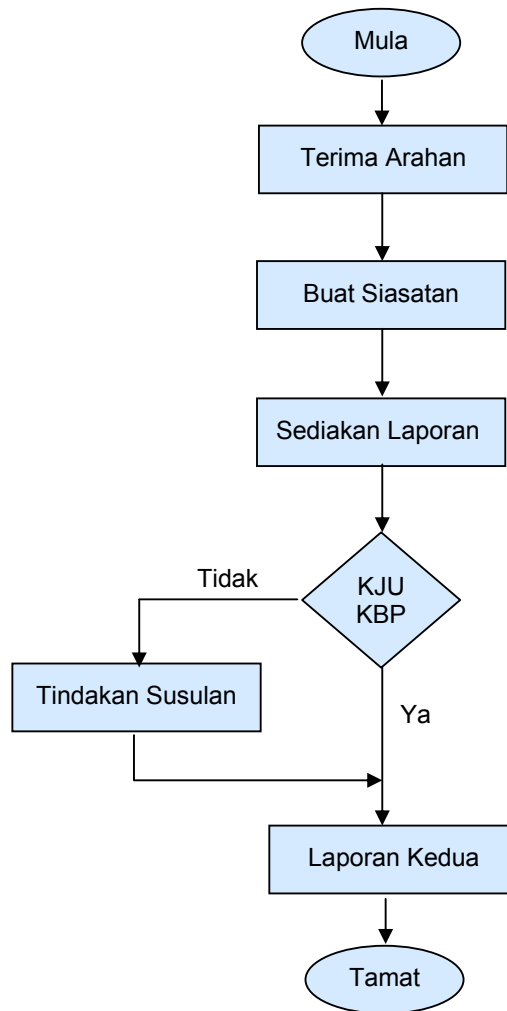 Mula
Terima Arahan
Buat Siasatan
Sediakan Laporan
KJU
KBP
Tidak
Tindakan Susulan
Ya
Laporan Kedua
Tamat